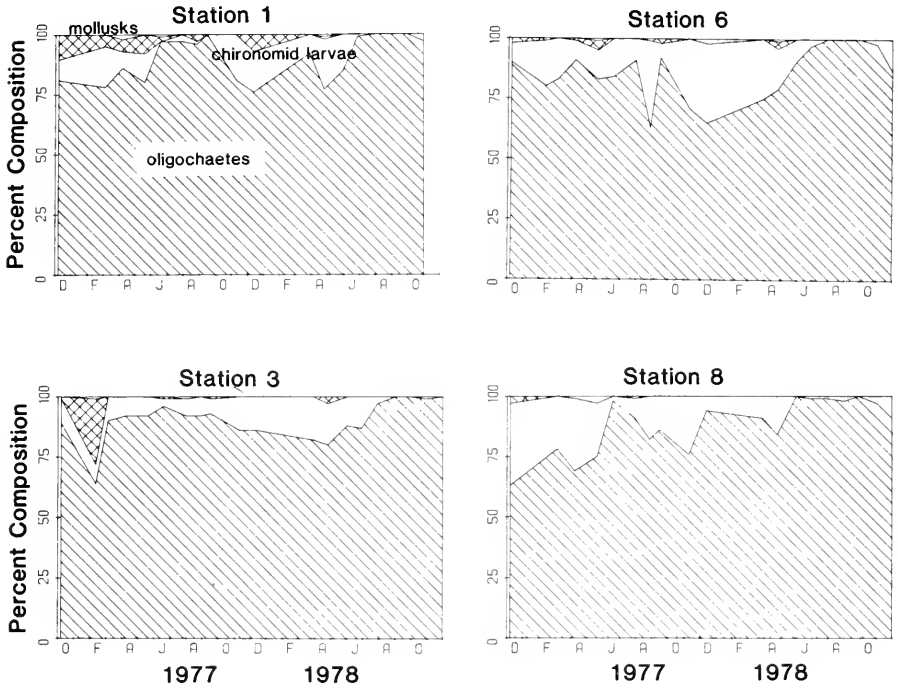 Station 1
mollusks
chironomid larvae
oligochaetes
Percent Composition
100
75
50
25
0
D F A J A O D F A J A O
Station 6
100
75
50
25
0
O F A J A O D F A J A O
Station 3
Percent Composition
100
75
50
25
0
O F A J A O D F A J A O
1977 1978
Station 8
100
75
50
25
0
O F A J A O D F A J A O
1977 1978